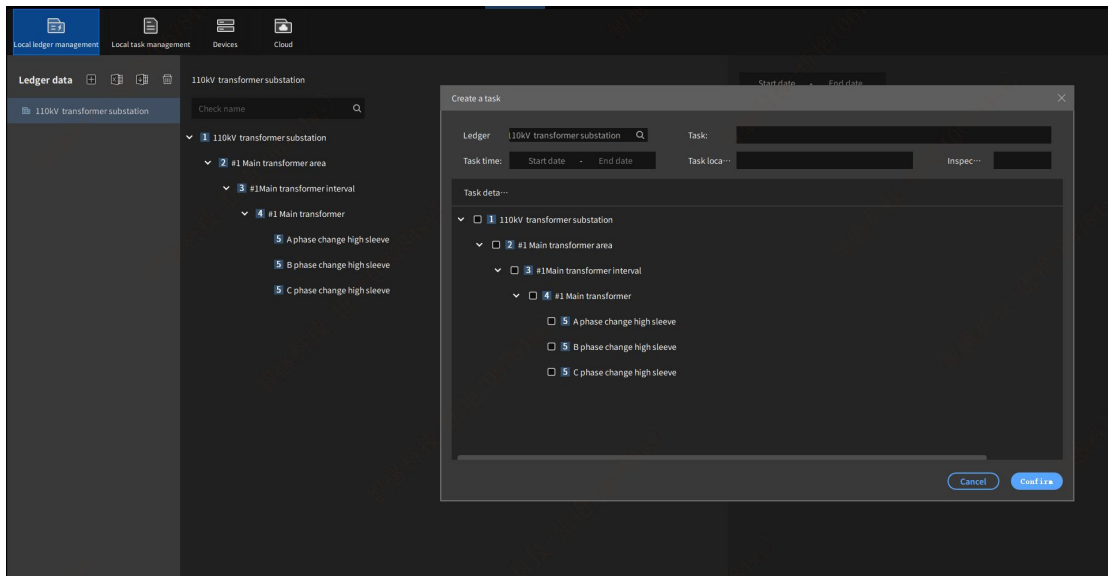 Local ledger management
Local task management
Devices
Cloud
Ledger data
110kV transformer substation
110kV transformer substation
Check name
1 110kV transformer substation
2 #1 Main transformer area
3 #1Main transformer interval
4 #1 Main transformer
5 A phase change high sleeve
5 B phase change high sleeve
5 C phase change high sleeve
Start date - End date
Create a task
Ledger 110kV transformer substation
Task:
Task time: Start date - End date
Task loca···
Inspec···
Task deta···
1 110kV transformer substation
2 #1 Main transformer area
3 #1Main transformer interval
4 #1 Main transformer
5 A phase change high sleeve
5 B phase change high sleeve
5 C phase change high sleeve
Cancel
Confirm